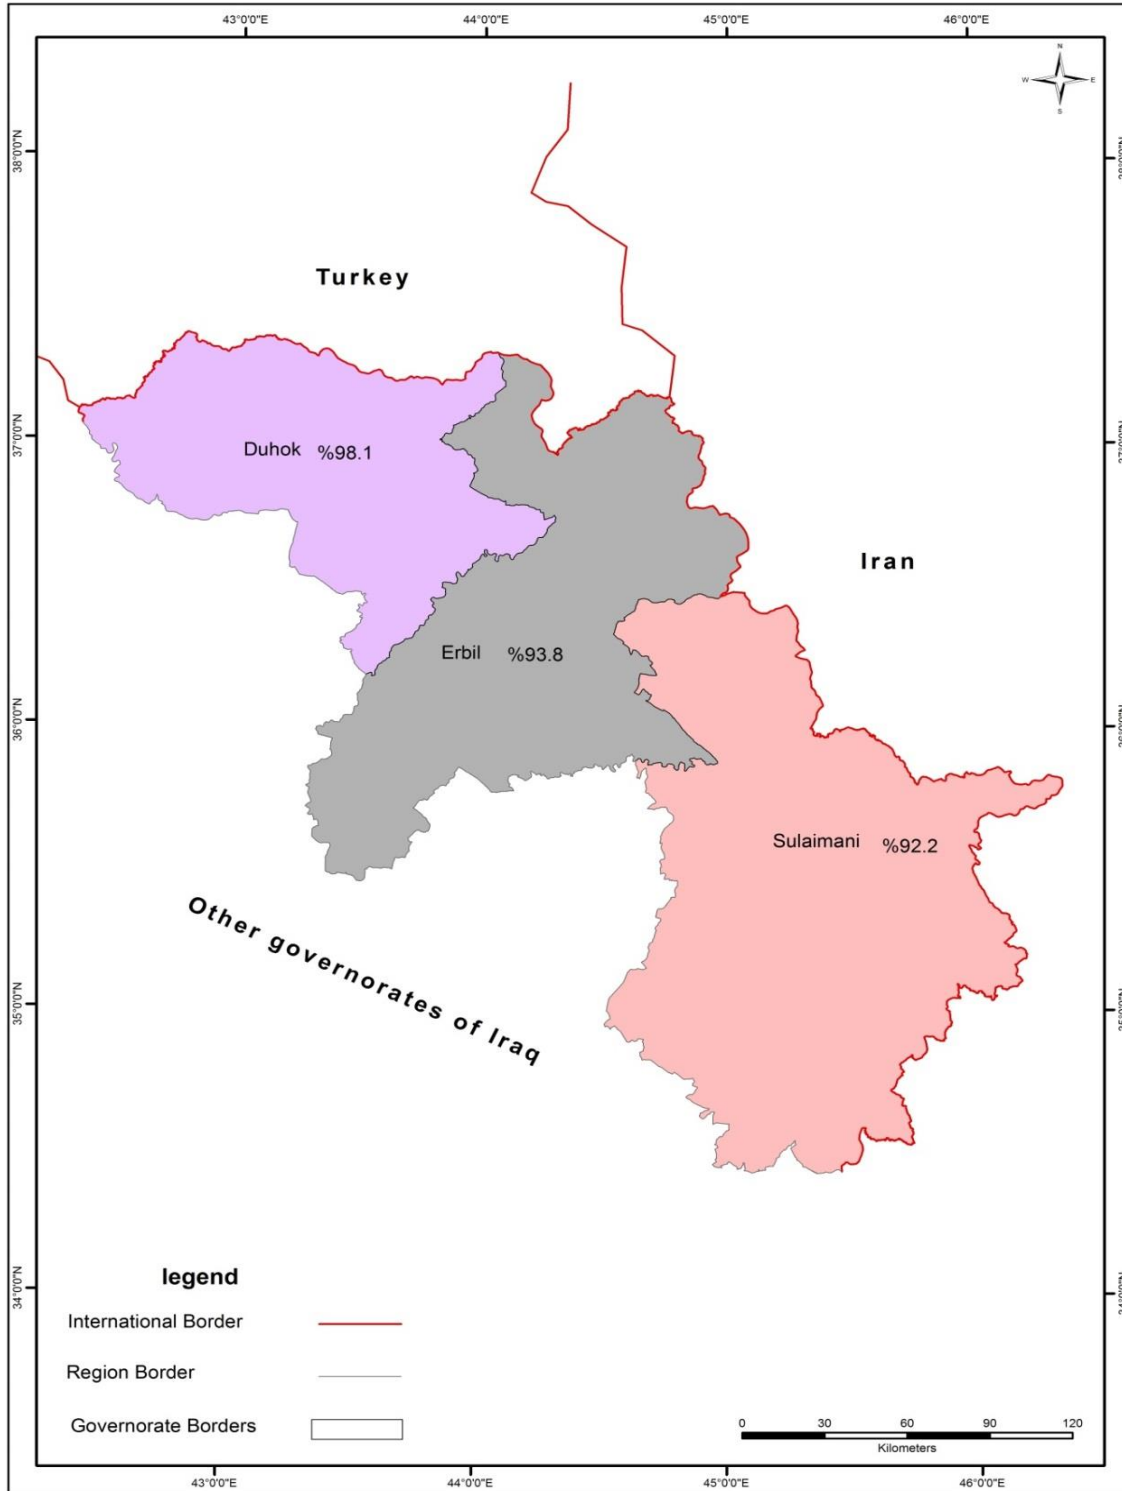 43°0'0"E 44°0'0"E 45°0'0"E 46°0'0"E
N
W E
S
38°0'0"N
Turkey
37°0'0"N
Duhok %98.1
Iran
Erbil %93.8
36°0'0"N
Sulaimani %92.2
Other governorates of Iraq
35°0'0"N
34°0'0"N
legend
International Border
Region Border
Governorate Borders
0 30 60 90 120
Kilometers
43°0'0"E 44°0'0"E 45°0'0"E 46°0'0"E